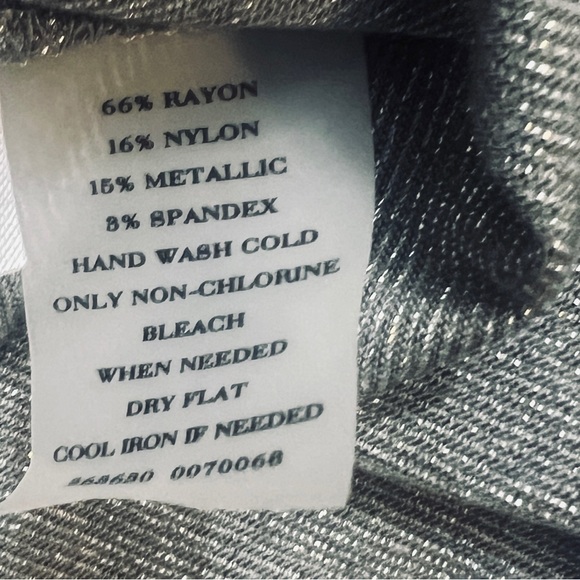 66% RAYON
16% NYLON
15% METALLIC
3% SPANDEX
HAND WASH COLD
ONLY NON-CHLORINE
BLEACH
WHEN NEEDED
DRY FLAT
COOL IRON IF NEEDED
0070068